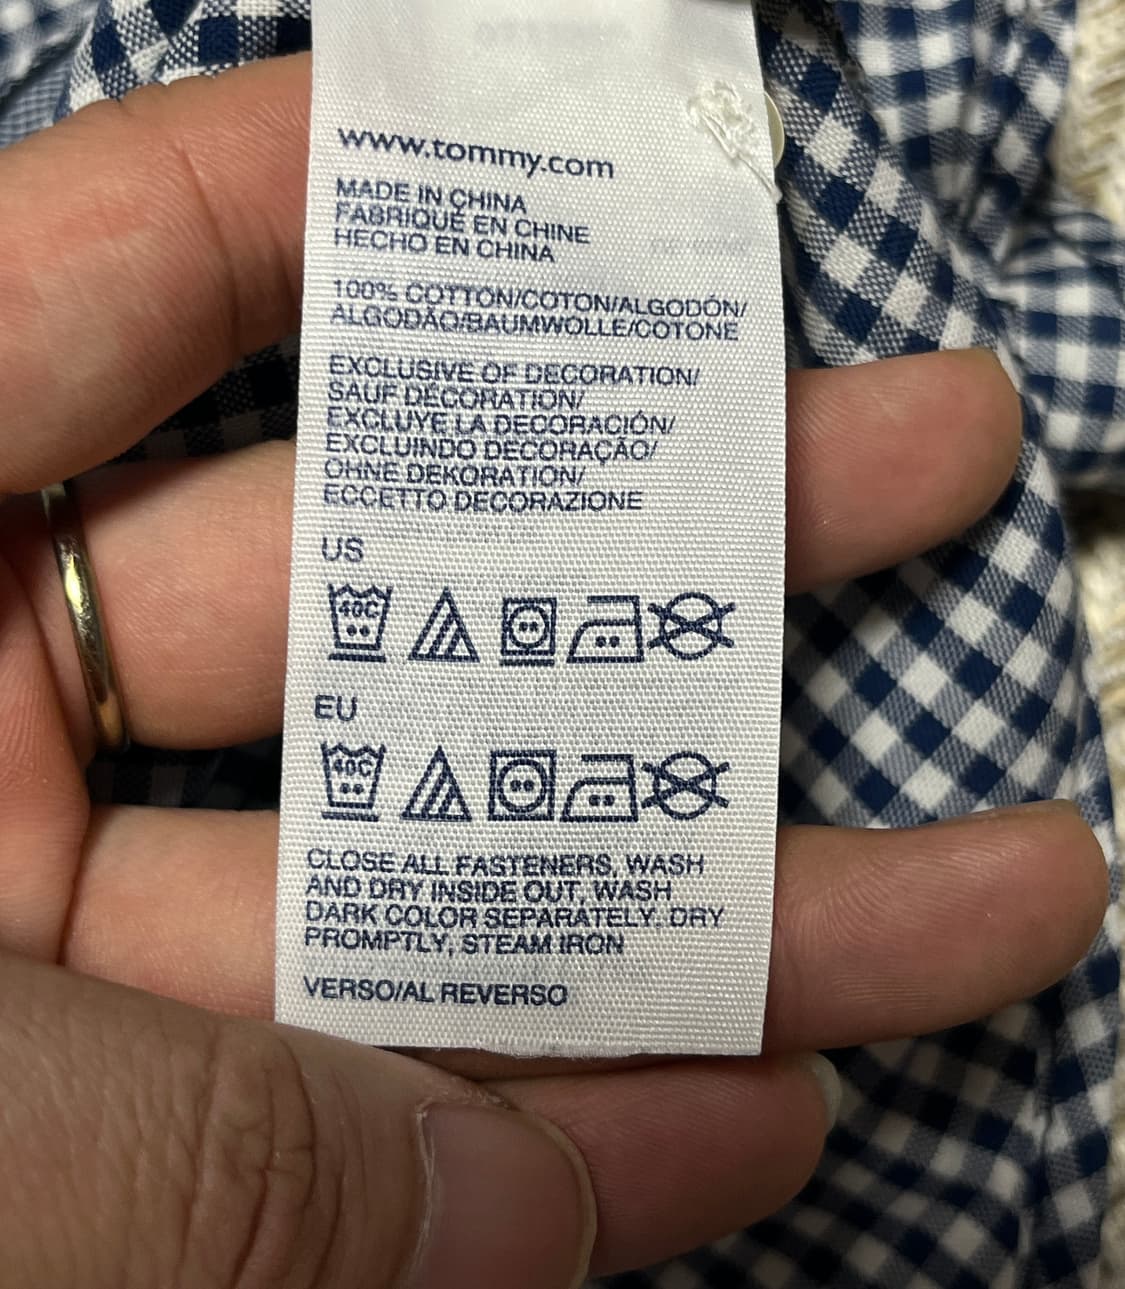 www.tommy.com
MADE IN CHINA
FABRIQUÉ EN CHINE
HECHO EN CHINA
100% COTTON/COTON/ALGODÓN/
ALGODÃO/BAUMWOLLE/COTONE
EXCLUSIVE OF DECORATION/
SAUF DÉCORATION/
EXCLUYE LA DECORACIÓN/
EXCLUINDO DECORAÇÃO/
OHNE DEKORATION/
ECCETTO DECORAZIONE
US
40C
EU
40C
CLOSE ALL FASTENERS, WASH
AND DRY INSIDE OUT, WASH
DARK COLOR SEPARATELY, DRY
PROMPTLY, STEAM IRON
VERSO/AL REVERSO